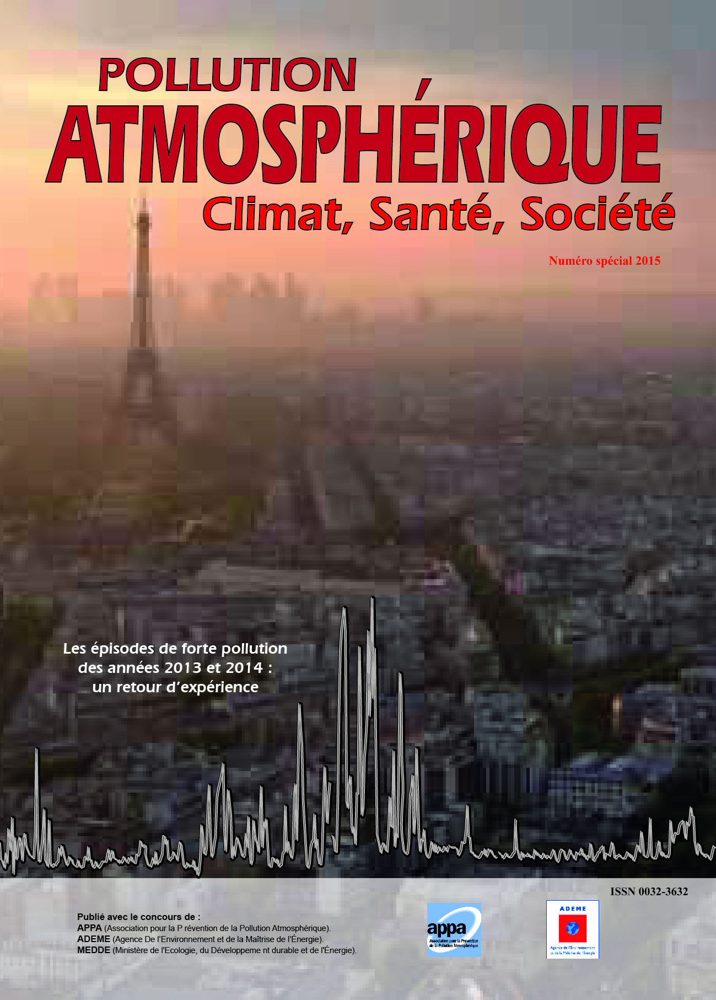 POLLUTION
ATMOSPHÉRIQUE
Climat, Santé, Société
Numéro spécial 2015
Les épisodes de forte pollution
des années 2013 et 2014 :
un retour d’expérience
ISSN 0032-3632
Publié avec le concours de :
APPA (Association pour la P révention de la Pollution Atmosphérique).
ADEME (Agence De l’Environnement et de la Maîtrise de l’Énergie).
MEDDE (Ministère de l'Ecologie, du Développeme nt durable et de l'Énergie).
appa
Association pour la Prévention
de la Pollution Atmosphérique
ADEME
Agence de l'Environnement
et de la Maîtrise de l'Energie